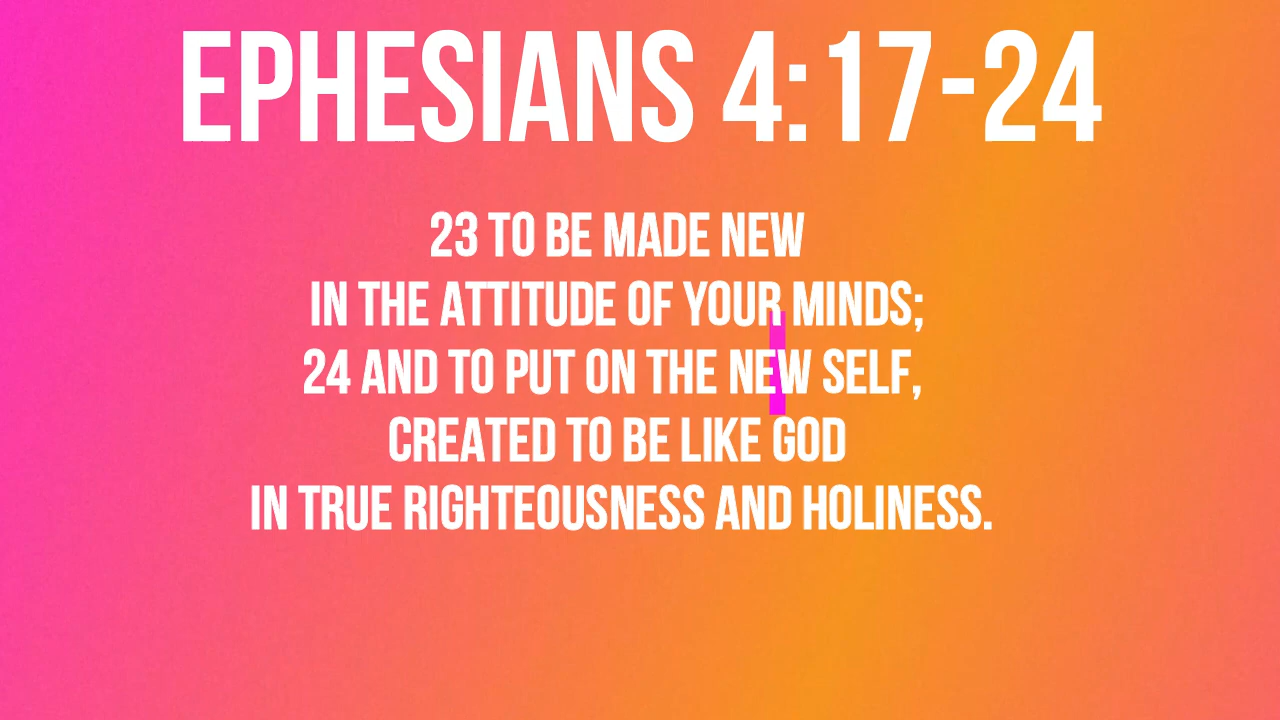 EPHESIANS 4:17-24
23 TO BE MADE NEW
IN THE ATTITUDE OF YOUR MINDS;
24 AND TO PUT ON THE NEW SELF,
CREATED TO BE LIKE GOD
IN TRUE RIGHTEOUSNESS AND HOLINESS.